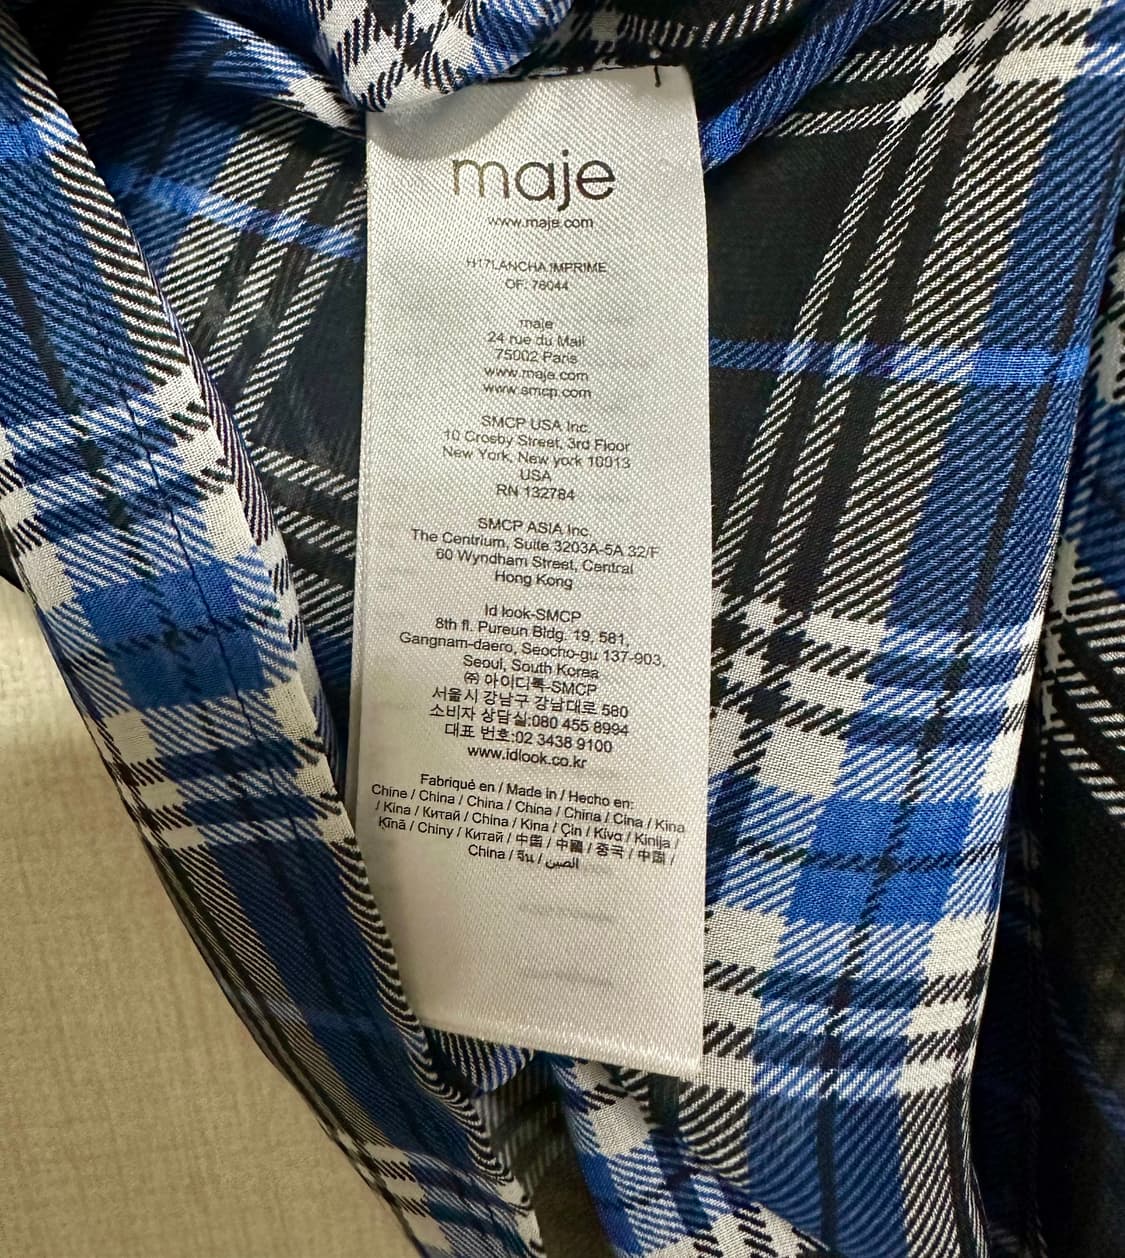 maje
www.maje.com
H17LANCHA IMPRIME
OF: 76044
maje
24 rue du Mail
75002 Paris
www.maje.com
www.smcp.com
SMCP USA Inc.
10 Crosby Street, 3rd Floor
New York, New york 10013
USA
RN 132784
SMCP ASIA Inc.
The Centrium, Suite 3203A-5A 32/F
60 Wyndham Street, Central
Hong Kong
Id look-SMCP
8th fl. Pureun Bldg. 19, 581,
Gangnam-daero, Seocho-gu 137-903,
Seoul, South Korea
㈜ 아이디룩-SMCP
서울시 강남구 강남대로 580
소비자 상담실:080 455 8994
대표 번호:02 3438 9100
www.idlook.co.kr
Fabriqué en / Made in / Hecho en:
Chine / China / China / China / China / Cina / Kina
/ Kina / Китай / China / Kina / Çin / Kίνα / Kinija /
Ķīnā / Chiny / Китай / 中国 / 中國 / 중국 / 中国 /
China / จีน / الصين